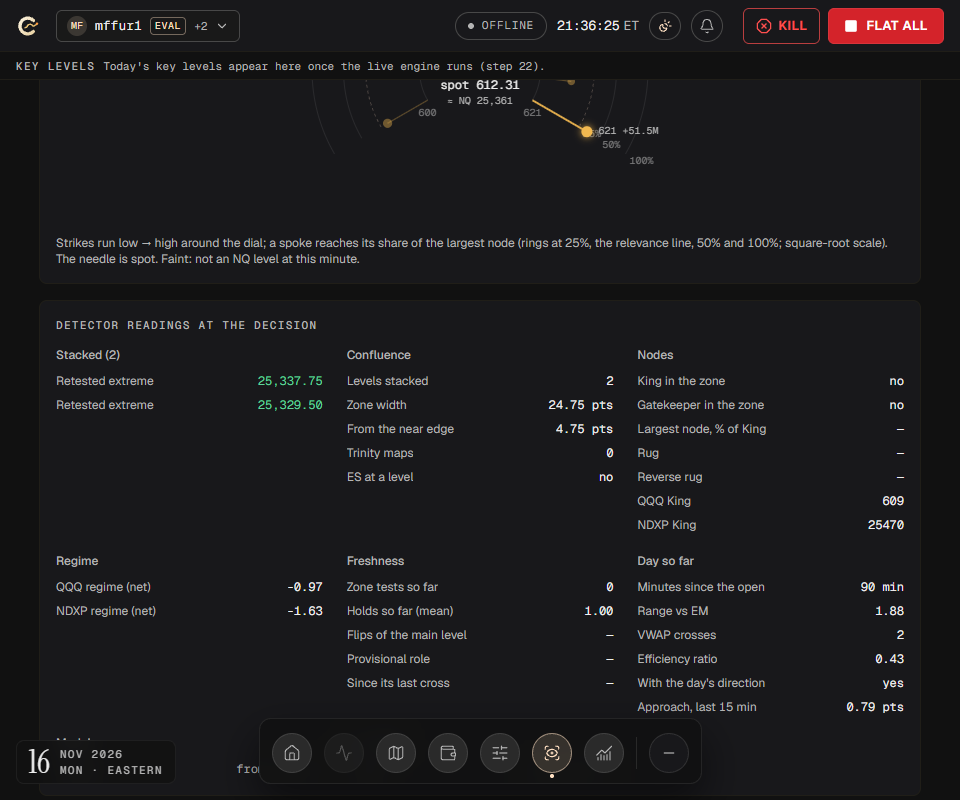 MF mffur1 EVAL +2
OFFLINE
21:36:25 ET
KILL
FLAT ALL
KEY LEVELS Today's key levels appear here once the live engine runs (step 22).
spot 612.31
≈ NQ 25,361
600
621
621 +51.5M
50%
100%
Strikes run low → high around the dial; a spoke reaches its share of the largest node (rings at 25%, the relevance line, 50% and 100%; square-root scale).
The needle is spot. Faint: not an NQ level at this minute.
DETECTOR READINGS AT THE DECISION
Stacked (2)
Retested extreme 25,337.75
Retested extreme 25,329.50
Confluence
Levels stacked 2
Zone width 24.75 pts
From the near edge 4.75 pts
Trinity maps 0
ES at a level no
Nodes
King in the zone no
Gatekeeper in the zone no
Largest node, % of King —
Rug —
Reverse rug —
QQQ King 609
NDXP King 25470
Regime
QQQ regime (net) -0.97
NDXP regime (net) -1.63
Freshness
Zone tests so far 0
Holds so far (mean) 1.00
Flips of the main level —
Provisional role —
Since its last cross —
Day so far
Minutes since the open 90 min
Range vs EM 1.88
VWAP crosses 2
Efficiency ratio 0.43
With the day's direction yes
Approach, last 15 min 0.79 pts
16 NOV 2026
MON · EASTERN